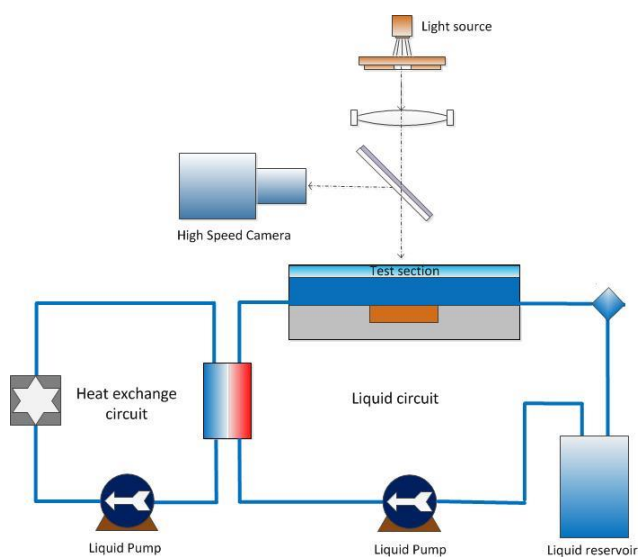 Light source
High Speed Camera
Test section
Heat exchange
circuit
Liquid circuit
Liquid Pump
Liquid Pump
Liquid reservoir